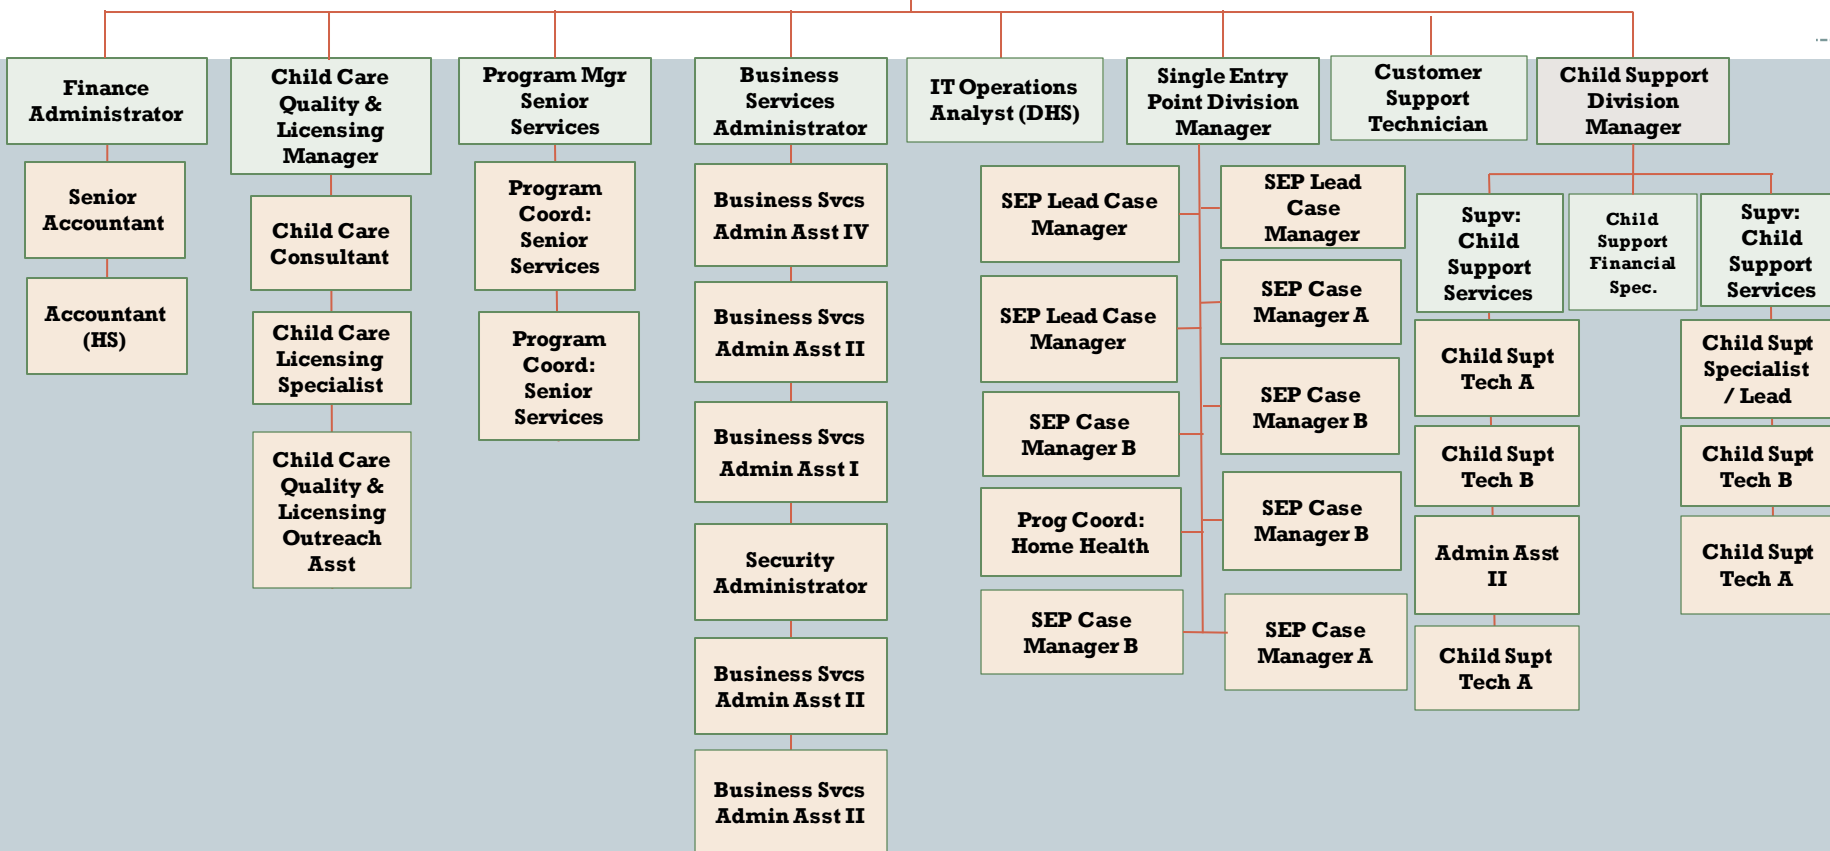 Finance
Administrator
Senior
Accountant
Accountant
(HS)
Child Care
Quality &
Licensing
Manager
Child Care
Consultant
Child Care
Licensing
Specialist
Child Care
Quality &
Licensing
Outreach
Asst
Program Mgr
Senior
Services
Program
Coord:
Senior
Services
Program
Coord:
Senior
Services
Business
Services
Administrator
Business Svcs
Admin Asst IV
Business Svcs
Admin Asst II
Business Svcs
Admin Asst I
Security
Administrator
Business Svcs
Admin Asst II
Business Svcs
Admin Asst II
IT Operations
Analyst (DHS)
Single Entry
Point Division
Manager
SEP Lead Case
Manager
SEP Lead Case
Manager
SEP Case
Manager B
Prog Coord:
Home Health
SEP Case
Manager B
SEP Lead
Case
Manager
SEP Case
Manager A
SEP Case
Manager B
SEP Case
Manager B
SEP Case
Manager A
Customer
Support
Technician
Child Support
Division
Manager
Supv:
Child
Support
Services
Child Supt
Tech A
Child Supt
Tech B
Admin Asst
II
Child Supt
Tech A
Child
Support
Financial
Spec.
Supv:
Child
Support
Services
Child Supt
Specialist
/ Lead
Child Supt
Tech B
Child Supt
Tech A